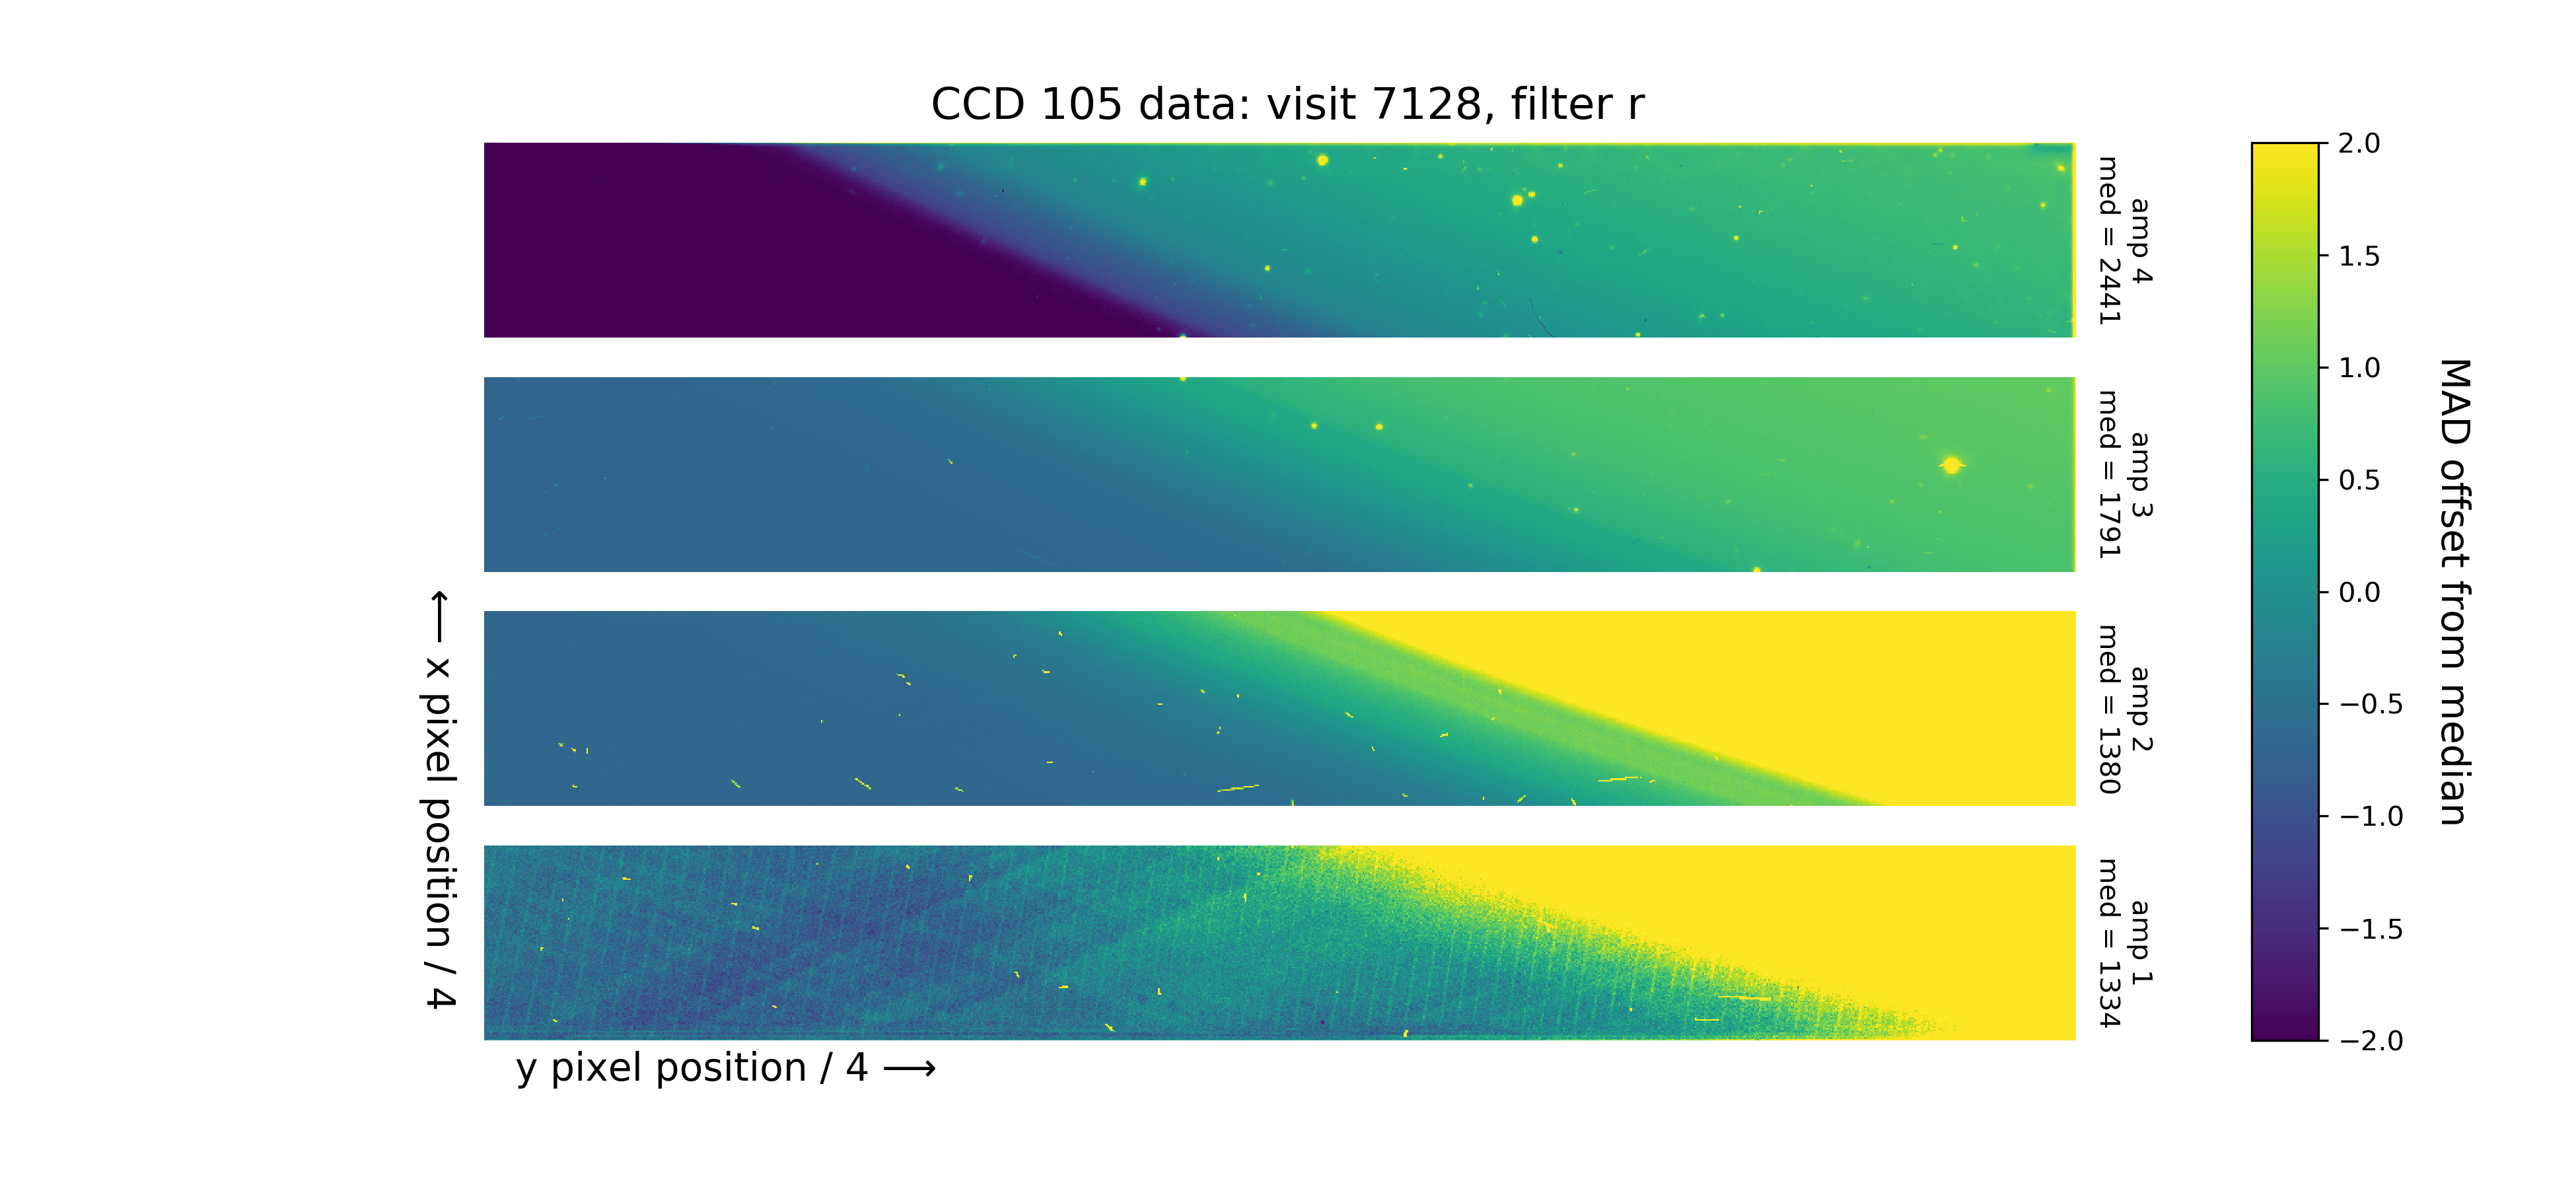 CCD 105 data: visit 7128, filter r
amp 4
med = 2441
amp 3
med = 1791
amp 2
med = 1380
amp 1
med = 1334
⟵ x pixel position / 4
y pixel position / 4 ⟶
2.0
1.5
1.0
0.5
0.0
−0.5
−1.0
−1.5
−2.0
MAD offset from median